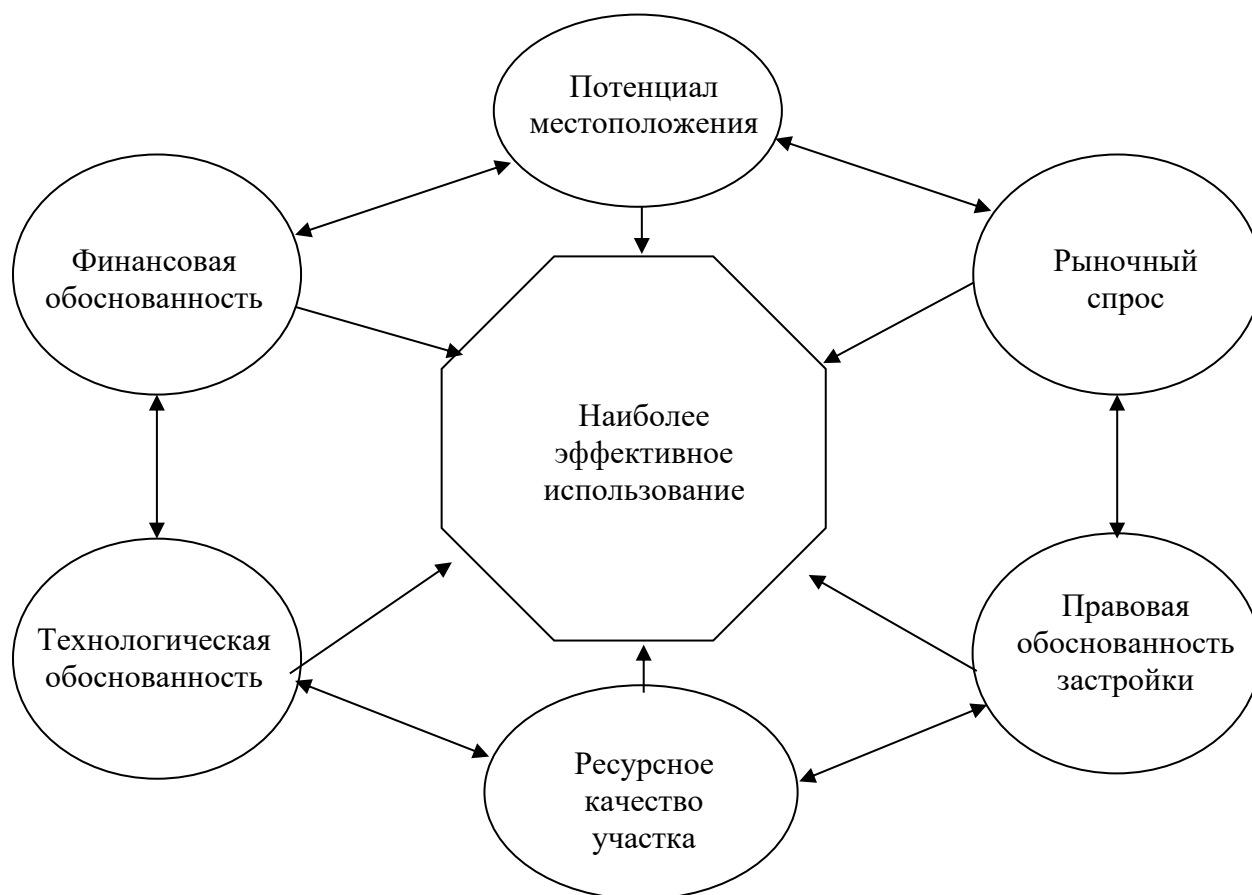 Потенциал
местоположения
Финансовая
обоснованность
Рыночный
спрос
Наиболее
эффективное
использование
Технологическая
обоснованность
Правовая
обоснованность
застройки
Ресурсное
качество
участка